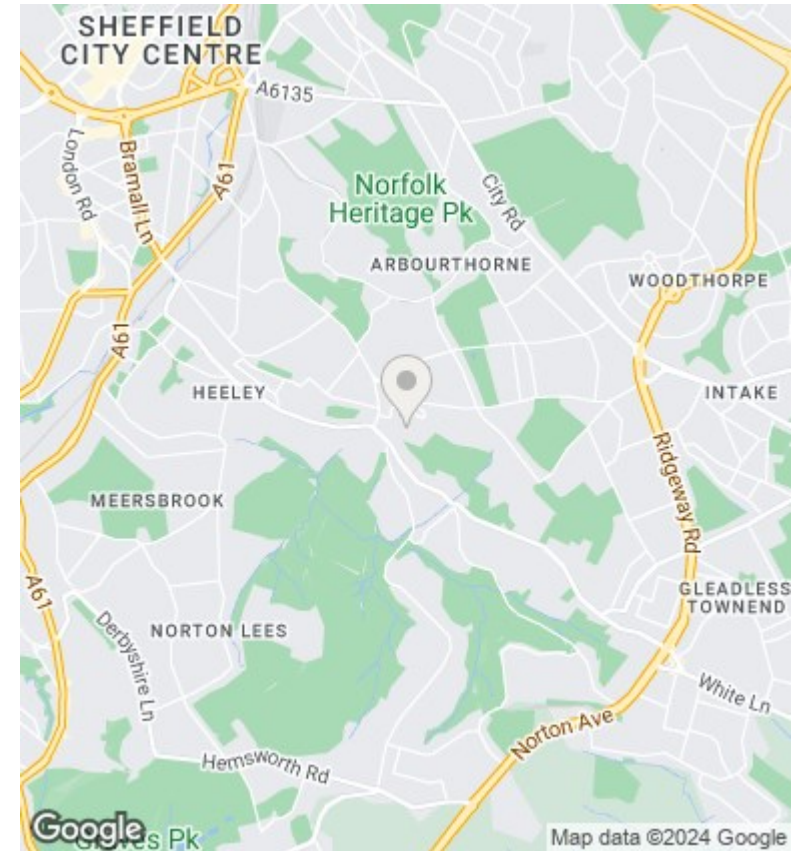 SHEFFIELD
CITY CENTRE
A6135
London Rd
Bramall Ln
A61
Norfolk
Heritage Pk
City Rd
ARBOURTHORNE
WOODTHORPE
A61
HEELEY
INTAKE
Ridgeway Rd
MEERSBROOK
A61
Derbyshire Ln
NORTON LEES
GLEADLESS
TOWNEND
White Ln
Norton Ave
Hemsworth Rd
Google
Graves Pk
Map data ©2024 Google